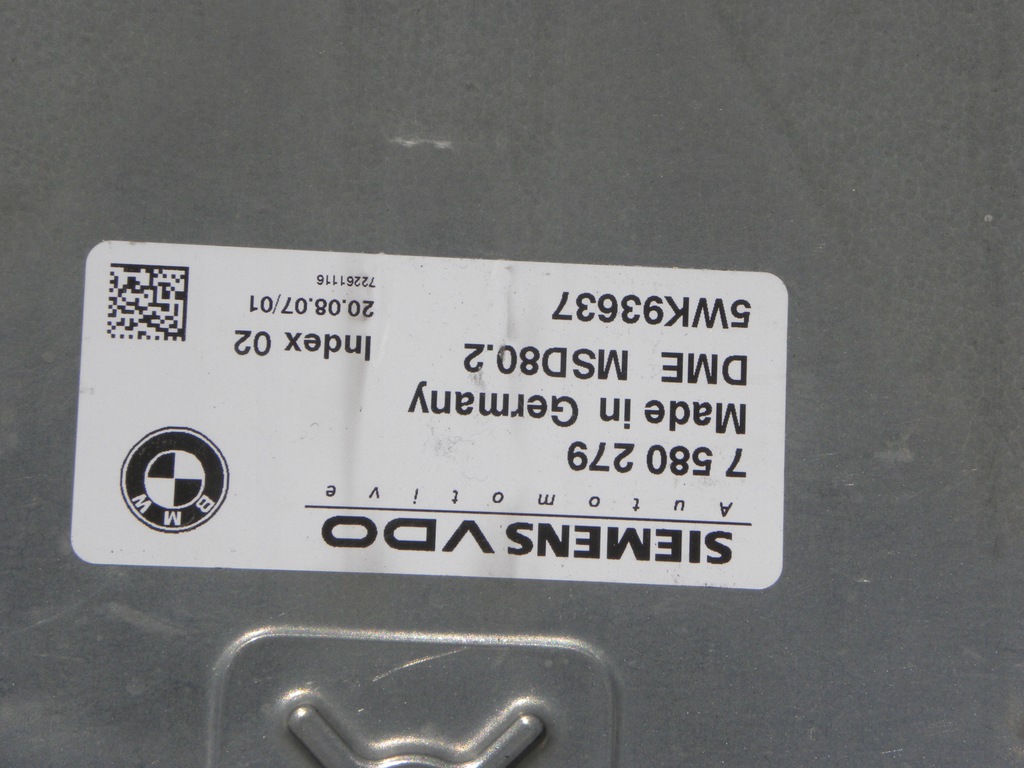 SIEMENS VDO
Automotive
7 580 279
Made in Germany
DME MSD80.2
5WK93637
BMW
Index 02
20.08.07/01
72261116